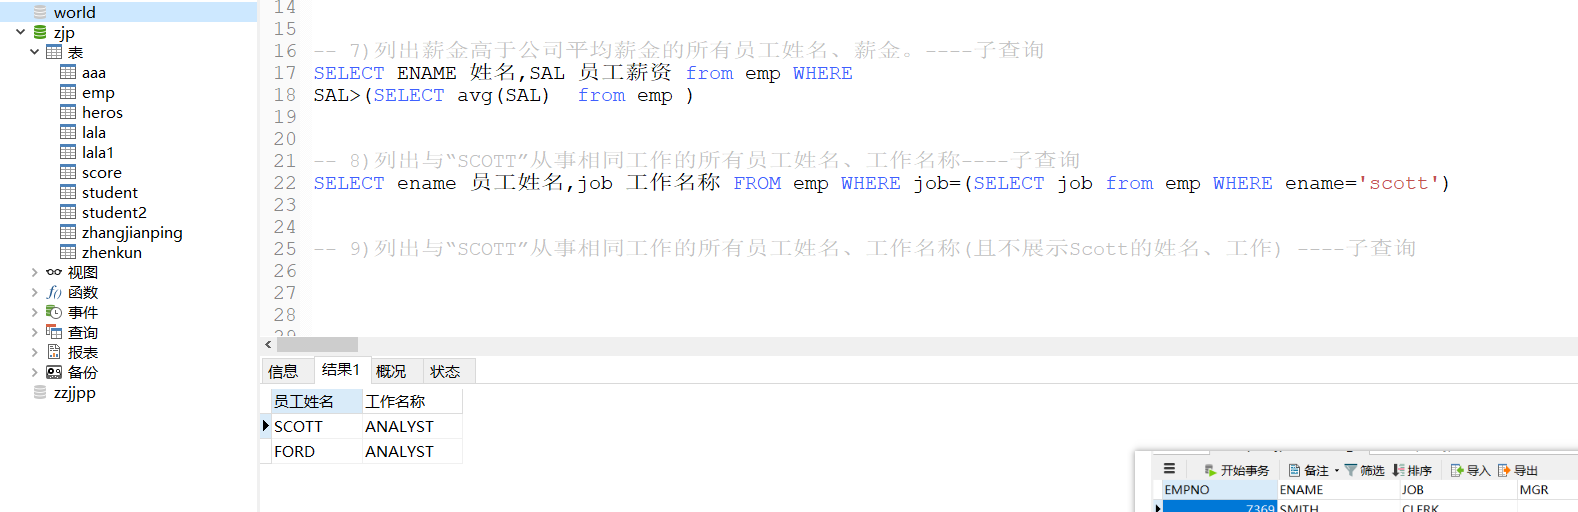 world
zjp
表
aaa
emp
heros
lala
lala1
score
student
student2
zhangjianping
zhenkun
视图
函数
事件
查询
报表
备份
zzjjpp
14
15
16 -- 7)列出薪金高于公司平均薪金的所有员工姓名、薪金。----子查询
17 SELECT ENAME 姓名,SAL 员工薪资 from emp WHERE
18 SAL>(SELECT avg(SAL)  from emp )
19
20
21 -- 8)列出与“SCOTT”从事相同工作的所有员工姓名、工作名称----子查询
22 SELECT ename 员工姓名,job 工作名称 FROM emp WHERE job=(SELECT job from emp WHERE ename='scott')
23
24
25 -- 9)列出与“SCOTT”从事相同工作的所有员工姓名、工作名称(且不展示Scott的姓名、工作) ----子查询
26
27
28
29
信息 结果1 概况 状态
员工姓名 工作名称
SCOTT ANALYST
FORD ANALYST
开始事务 备注 筛选 排序 导入 导出
EMPNO ENAME JOB MGR
7369 SMITH CLERK